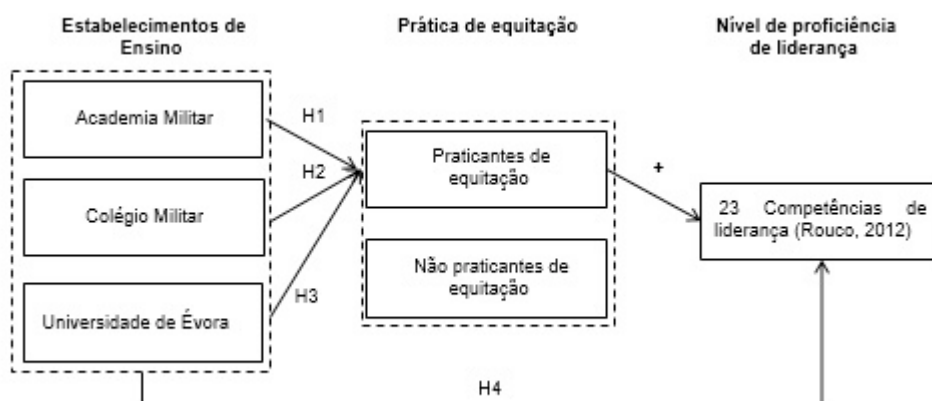 Estabelecimentos de
Ensino
Prática de equitação
Nível de proficiência
de liderança
Academia Militar
H1
H2
Colégio Militar
H3
Universidade de Évora
Praticantes de
equitação
Não praticantes de
equitação
+
23 Competências de
liderança (Rouco, 2012)
H4